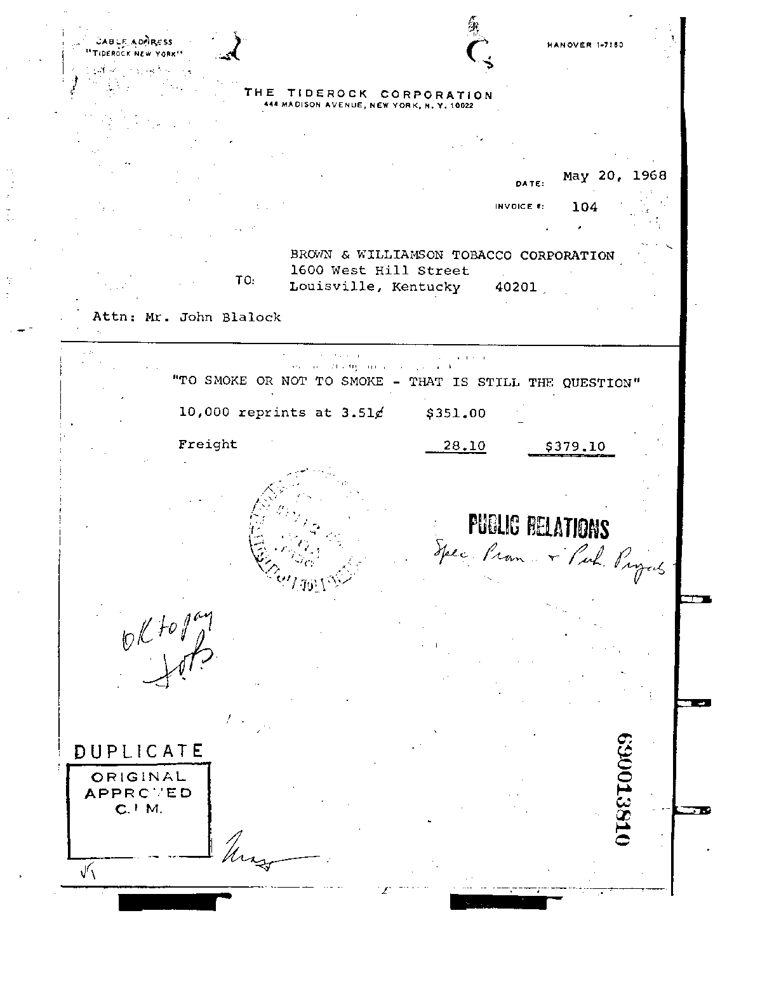 CABLE ADDRESS
"TIDEROCK NEW YORK"
HANOVER 1-7180
THE TIDEROCK CORPORATION
444 MADISON AVENUE, NEW YORK, N. Y. 10022
DATE: May 20, 1968
INVOICE #: 104
BROWN & WILLIAMSON TOBACCO CORPORATION
1600 West Hill Street
TO:
Louisville, Kentucky 40201
Attn: Mr. John Blalock
"TO SMOKE OR NOT TO SMOKE - THAT IS STILL THE QUESTION"
10,000 reprints at 3.51¢ $351.00
Freight 28.10 $379.10
PUBLIC RELATIONS
Spec. Prom &
OK to pay
DUPLICATE
ORIGINAL
APPROVED
690013810